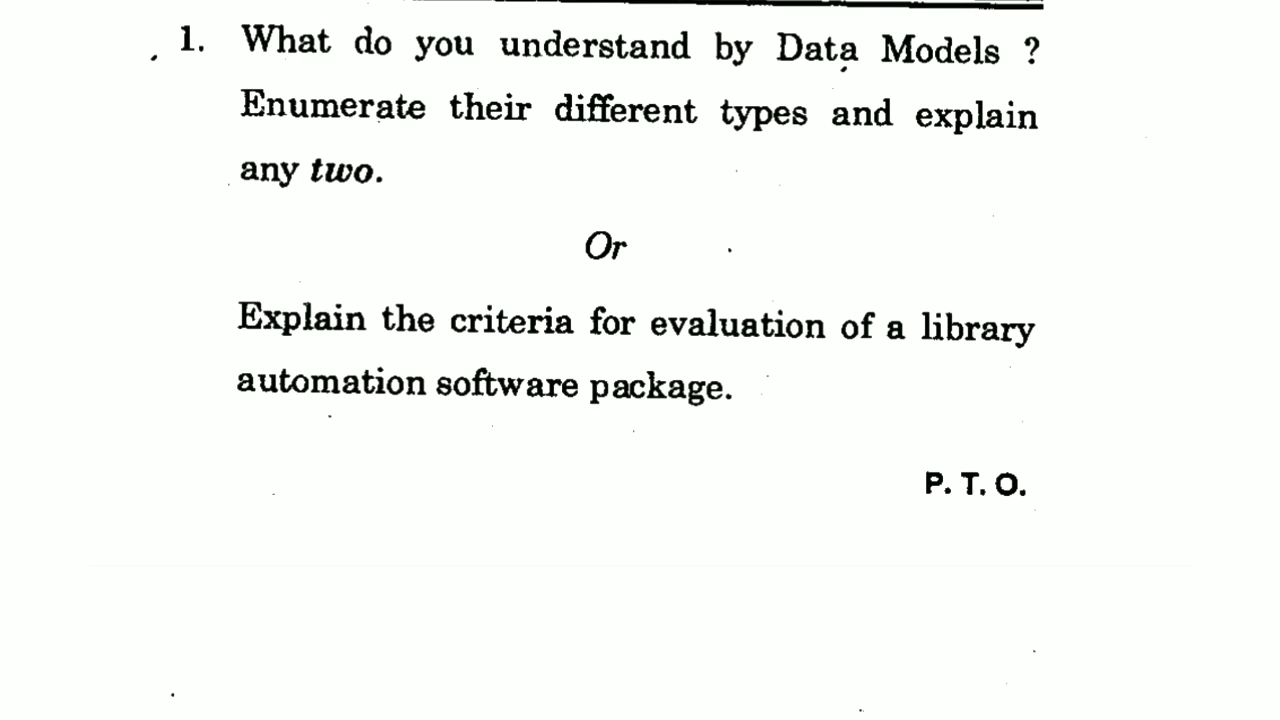 1. What do you understand by Data Models ?
Enumerate their different types and explain
any two.
Or
Explain the criteria for evaluation of a library
automation software package.
P. T. O.